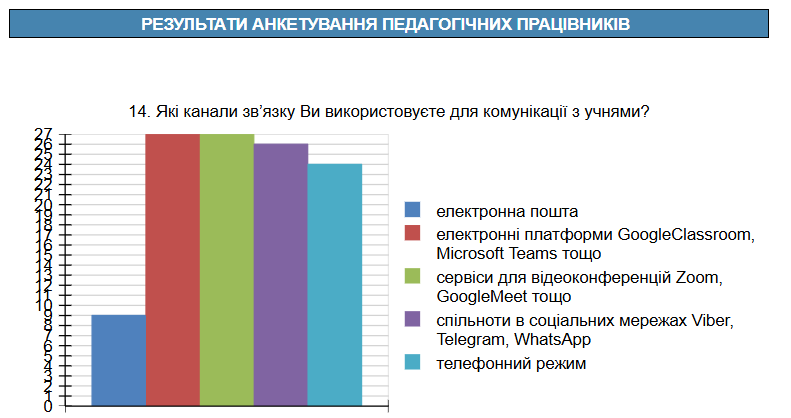 РЕЗУЛЬТАТИ АНКЕТУВАННЯ ПЕДАГОГІЧНИХ ПРАЦІВНИКІВ
14. Які канали зв’язку Ви використовуєте для комунікації з учнями?
27
26
25
24
23
22
21
20
19
18
17
16
15
14
13
12
11
10
9
8
7
6
5
4
3
2
1
0
електронна пошта
електронні платформи GoogleClassroom,
Microsoft Teams тощо
сервіси для відеоконференцій Zoom,
GoogleMeet тощо
спільноти в соціальних мережах Viber,
Telegram, WhatsApp
телефонний режим